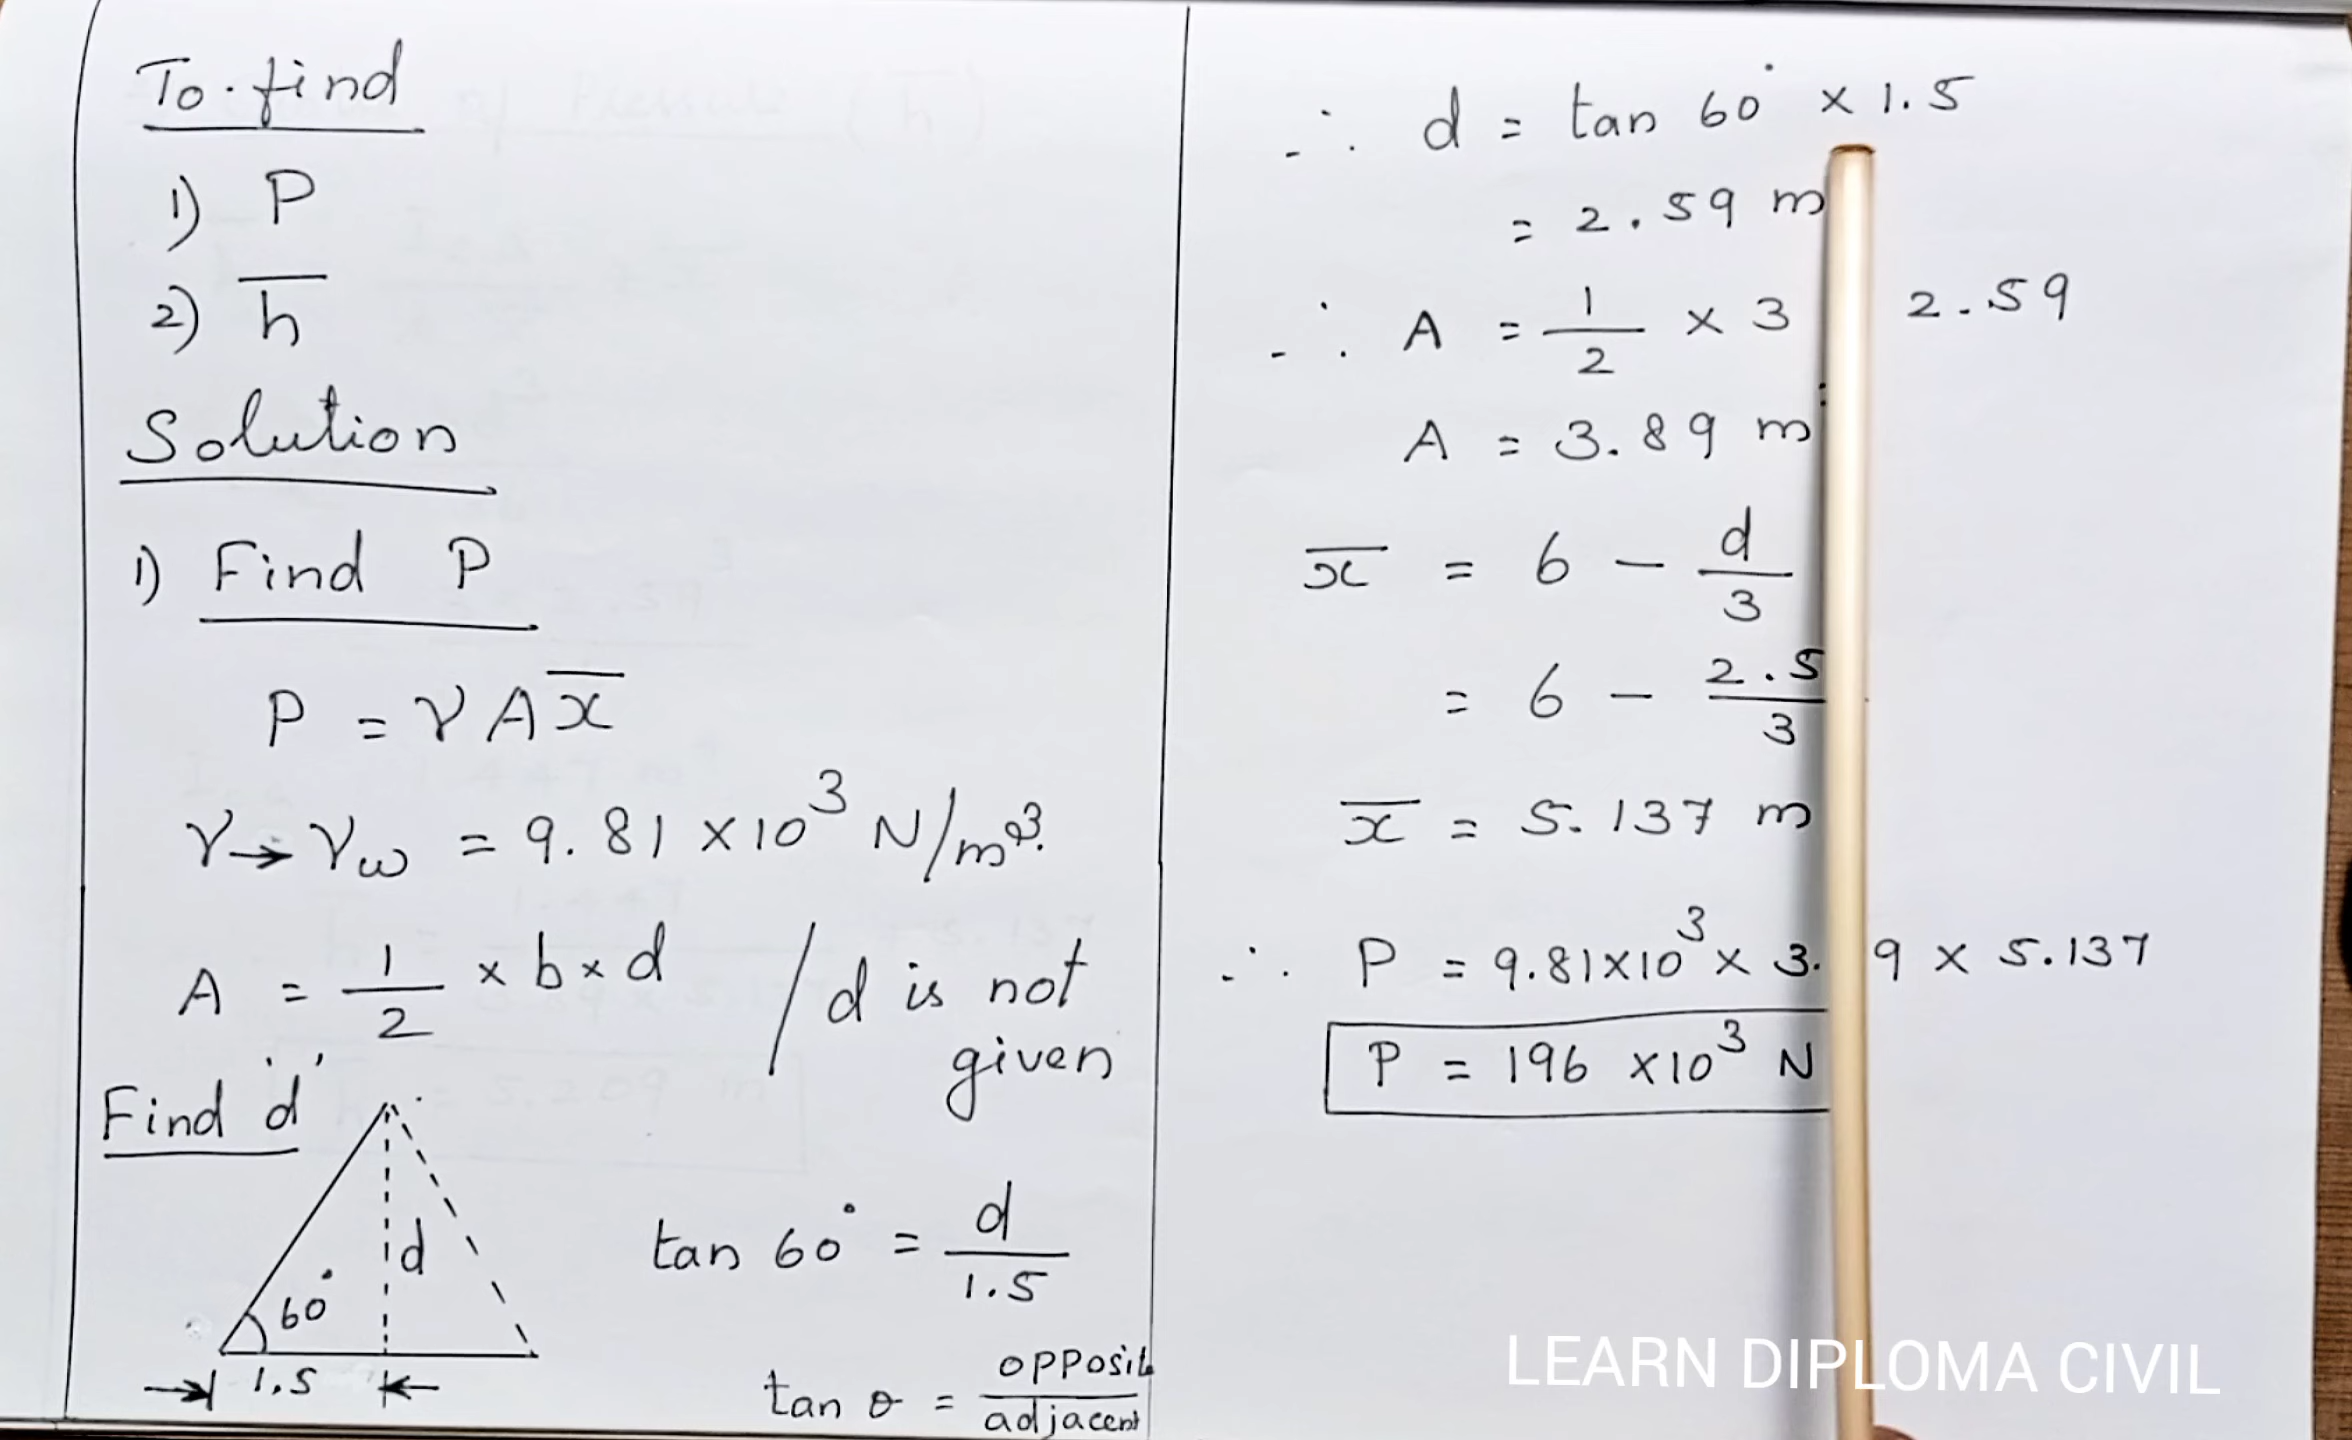 To find
1) P
2) h̅
Solution
1) Find P
P = γ A x̅
γ → γw = 9.81 × 10³ N/m³.
A = 1/2 × b × d / d is not
given
Find 'd'
d
60°
1.5
tan 60° = d/1.5
tan θ = opposit/adjacent
∴ d = tan 60° × 1.5
= 2.59 m
∴ A = 1/2 × 3 2.59
A = 3.89 m
x̅ = 6 - d/3
= 6 - 2.5/3
x̅ = 5.137 m
∴ P = 9.81×10³ × 3. 9 × 5.137
P = 196 ×10³ N
LEARN DIPLOMA CIVIL